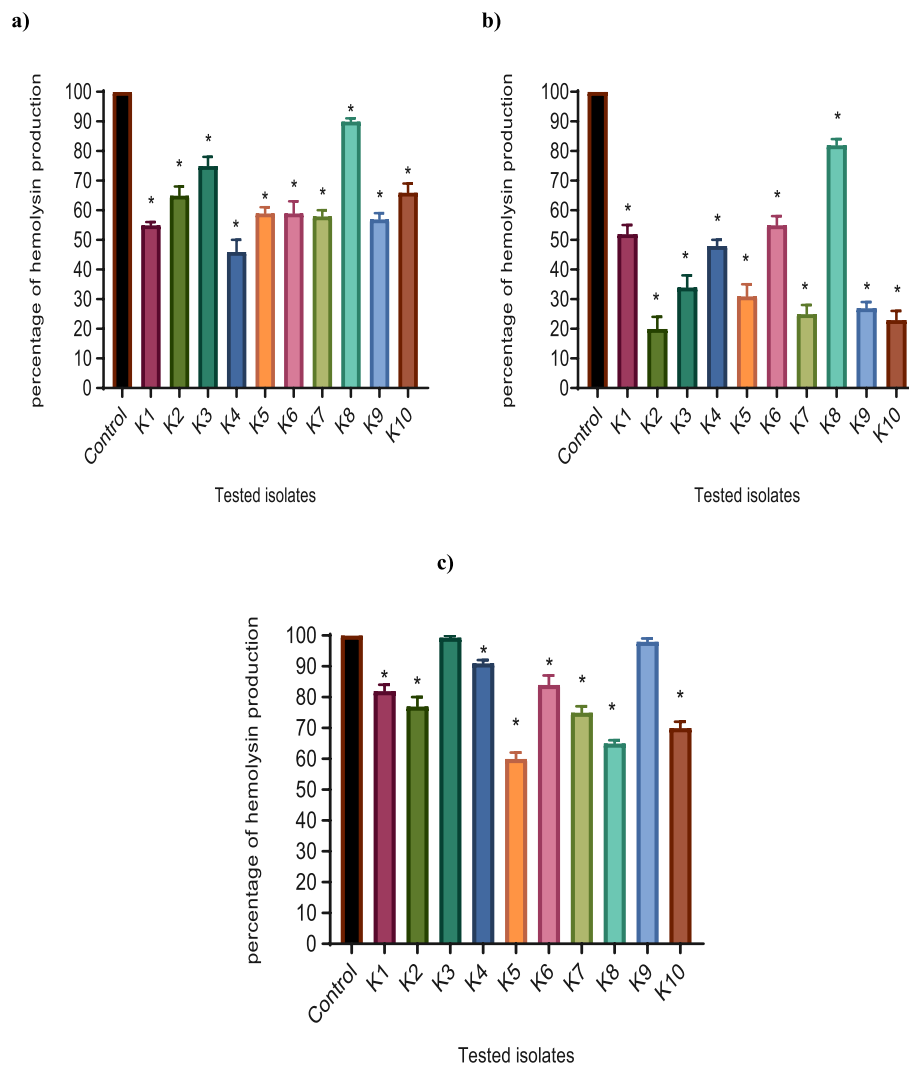 a)
percentage of hemolysin production
100
90
80
70
60
50
40
30
20
10
0
* * * * * * * * * *
Control K1 K2 K3 K4 K5 K6 K7 K8 K9 K10
Tested isolates
b)
percentage of hemolysin production
100
90
80
70
60
50
40
30
20
10
0
* * * * * * * * * *
Control K1 K2 K3 K4 K5 K6 K7 K8 K9 K10
Tested isolates
c)
percentage of hemolysin production
100
90
80
70
60
50
40
30
20
10
0
* * * * * * * *
Control K1 K2 K3 K4 K5 K6 K7 K8 K9 K10
Tested isolates